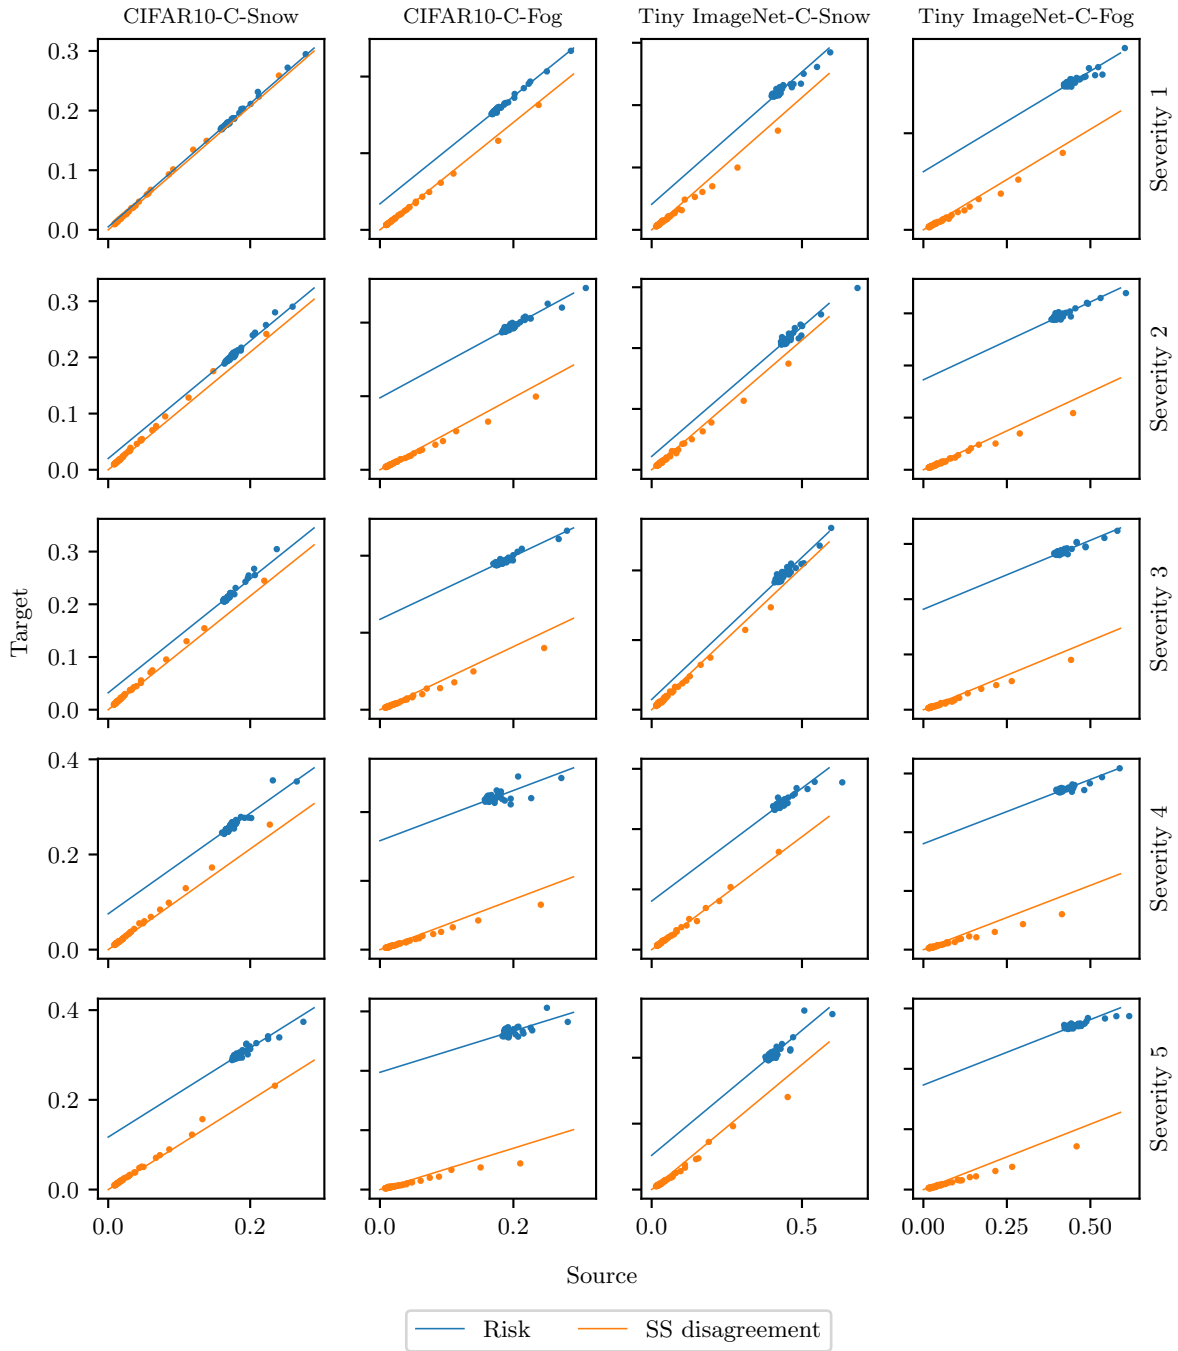 CIFAR10-C-Snow CIFAR10-C-Fog Tiny ImageNet-C-Snow Tiny ImageNet-C-Fog
0.3
0.2
0.1
0.0
Severity 1
0.3
0.2
0.1
0.0
Severity 2
Target
0.3
0.2
0.1
0.0
Severity 3
0.4
0.2
0.0
Severity 4
0.4
0.2
0.0
Severity 5
0.0 0.2 0.2 0.0 0.5 0.00 0.25 0.50
Source
Risk SS disagreement